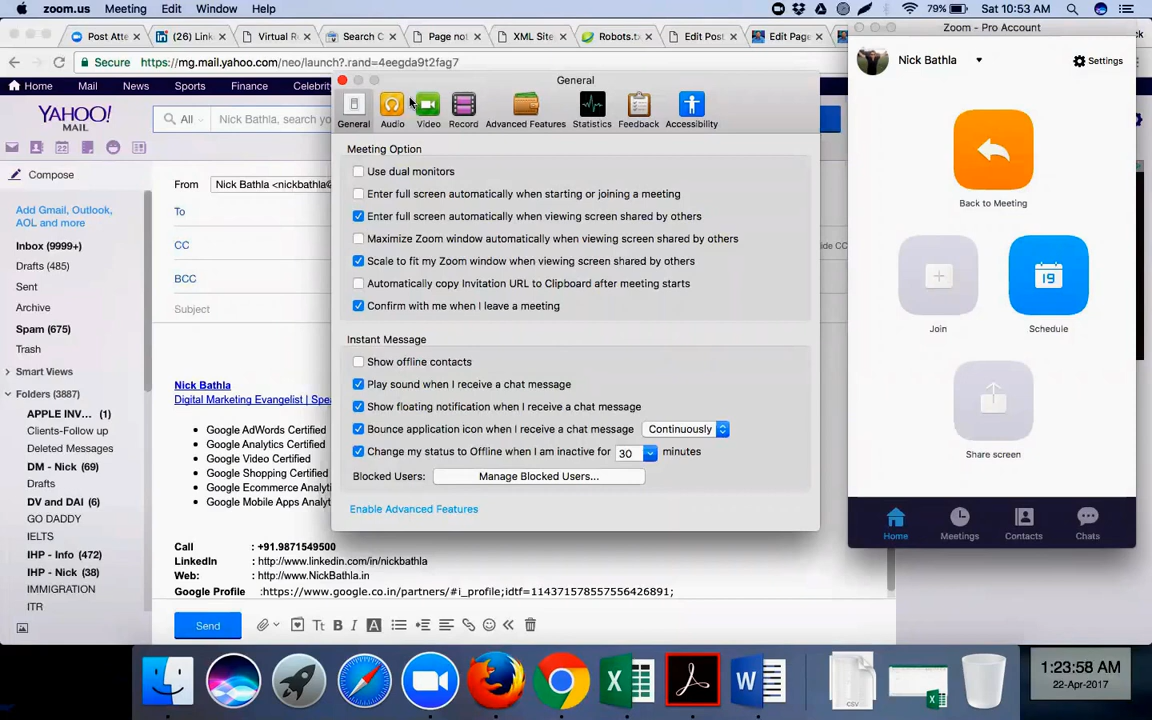 zoom.us Meeting Edit Window Help 79% Sat 10:53 AM
Post Atte (26) Link Virtual R Search C Page not XML Site Robots.tx Edit Post Edit Page
Secure https://mg.mail.yahoo.com/neo/launch?.rand=4eegda9t2fag7
Home Mail News Sports Finance Celebrity
YAHOO!
MAIL
All Nick Bathla, search yo
Compose
Add Gmail, Outlook,
AOL and more
Inbox (9999+)
Drafts (485)
Sent
Archive
Spam (675)
Trash
Smart Views
Folders (3887)
APPLE INV... (1)
Clients-Follow up
Deleted Messages
DM - Nick (69)
Drafts
DV and DAI (6)
GO DADDY
IELTS
IHP - Info (472)
IHP - Nick (38)
IMMIGRATION
ITR
From Nick Bathla <nickbathla@
To
CC
ide CC
BCC
Subject
Nick Bathla
Digital Marketing Evangelist | Spea
Google AdWords Certified
Google Analytics Certified
Google Video Certified
Google Shopping Certified
Google Ecommerce Analyt
Google Mobile Apps Analyt
Call : +91.9871549500
LinkedIn : http://www.linkedin.com/in/nickbathla
Web: : http://www.NickBathla.in
Google Profile :https://www.google.co.in/partners/#i_profile;idtf=114371578557556426891;
Send
General
General Audio Video Record Advanced Features Statistics Feedback Accessibility
Meeting Option
Use dual monitors
Enter full screen automatically when starting or joining a meeting
Enter full screen automatically when viewing screen shared by others
Maximize Zoom window automatically when viewing screen shared by others
Scale to fit my Zoom window when viewing screen shared by others
Automatically copy Invitation URL to Clipboard after meeting starts
Confirm with me when I leave a meeting
Instant Message
Show offline contacts
Play sound when I receive a chat message
Show floating notification when I receive a chat message
Bounce application icon when I receive a chat message Continuously
Change my status to Offline when I am inactive for 30 minutes
Blocked Users: Manage Blocked Users...
Enable Advanced Features
Zoom - Pro Account
Nick Bathla Settings
Back to Meeting
19
Join Schedule
Share screen
Home Meetings Contacts Chats
CSV
1:23:58 AM
22-Apr-2017